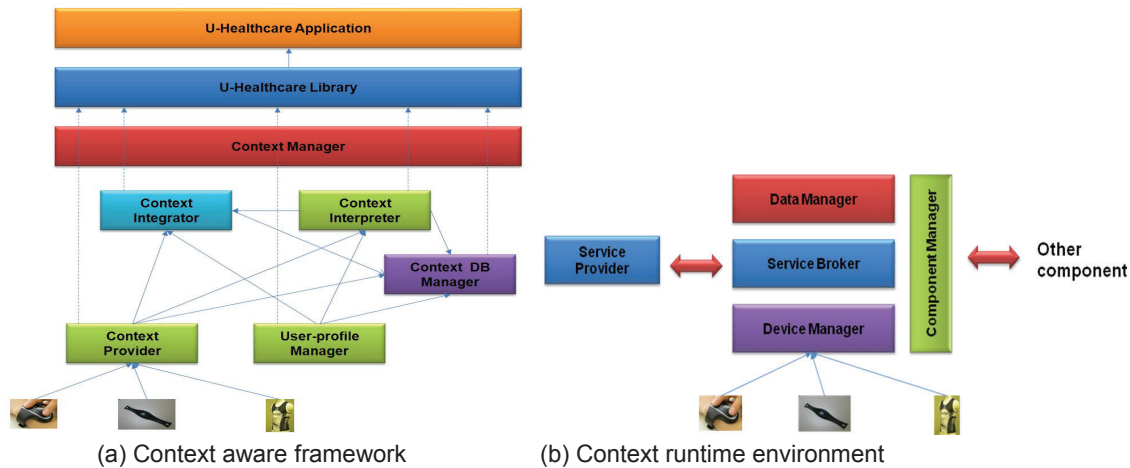 U-Healthcare Application
U-Healthcare Library
Context Manager
Context
Integrator
Context
Interpreter
Context DB
Manager
Context
Provider
User-profile
Manager
(a) Context aware framework
Data Manager
Service
Provider
Service Broker
Device Manager
Component Manager
Other
component
(b) Context runtime environment